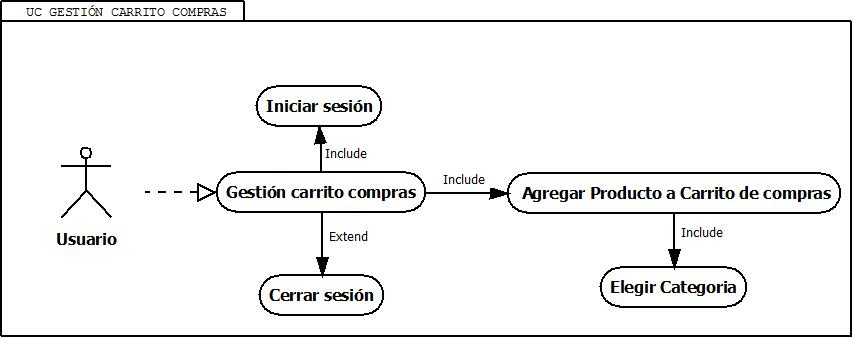 UC GESTIÓN CARRITO COMPRAS
Iniciar sesión
Include
Gestión carrito compras
Include
Agregar Producto a Carrito de compras
Usuario
Extend
Include
Cerrar sesión
Elegir Categoria